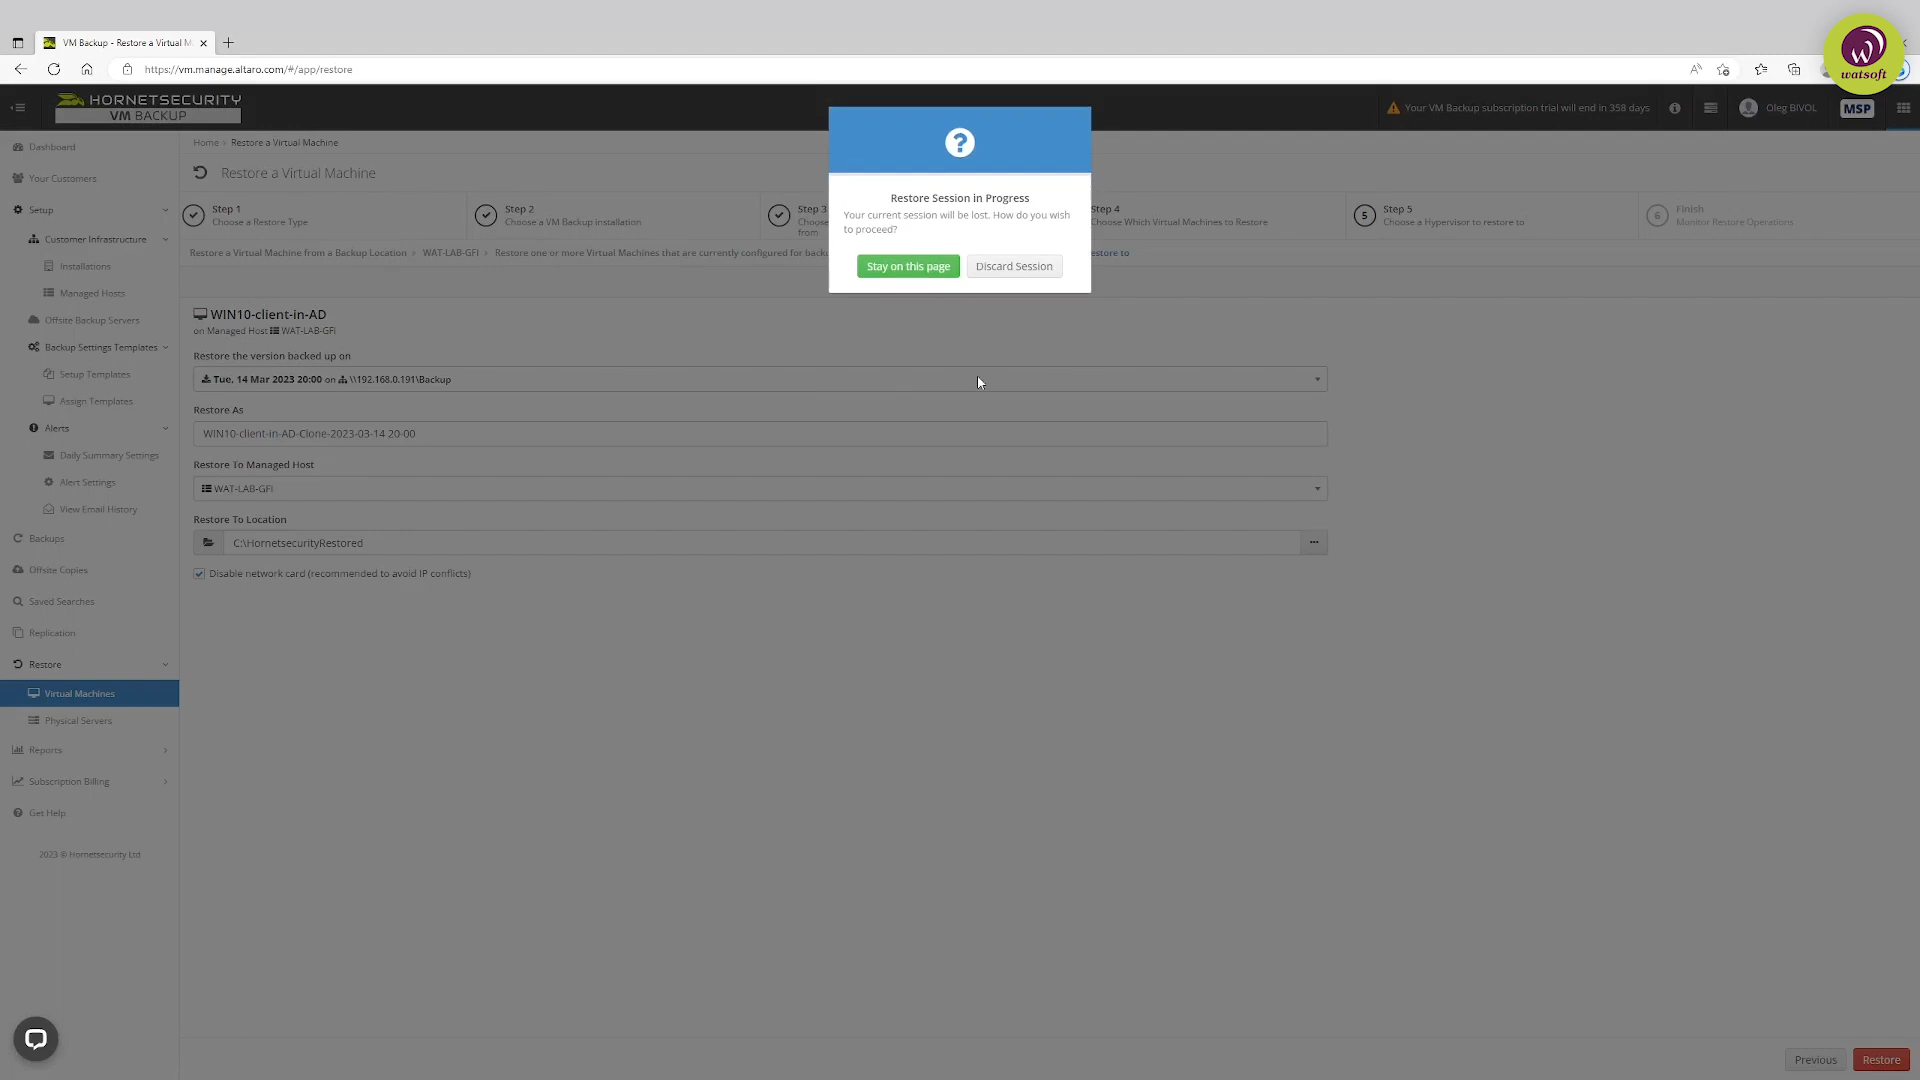 VM Backup - Restore a Virtual M
https://vm.manage.altaro.com/#/app/restore
watsoft
HORNETSECURITY
VM BACKUP
Your VM Backup subscription trial will end in 358 days
Oleg BIVOL
MSP
Dashboard
Your Customers
Setup
Customer Infrastructure
Installations
Managed Hosts
Offsite Backup Servers
Backup Settings Templates
Setup Templates
Assign Templates
Alerts
Daily Summary Settings
Alert Settings
View Email History
Backups
Offsite Copies
Saved Searches
Replication
Restore
Virtual Machines
Physical Servers
Reports
Subscription Billing
Get Help
2023 © Hornetsecurity Ltd
Home
Restore a Virtual Machine
Restore a Virtual Machine
Step 1
Choose a Restore Type
Step 2
Choose a VM Backup installation
Step 3
Choose
from
Step 4
Choose Which Virtual Machines to Restore
5
Step 5
Choose a Hypervisor to restore to
6
Finish
Monitor Restore Operations
Restore a Virtual Machine from a Backup Location > WAT-LAB-GFI > Restore one or more Virtual Machines that are currently configured for backu
estore to
?
Restore Session in Progress
Your current session will be lost. How do you wish
to proceed?
Stay on this page
Discard Session
WIN10-client-in-AD
on Managed Host WAT-LAB-GFI
Restore the version backed up on
Tue, 14 Mar 2023 20:00 on \\192.168.0.191\Backup
Restore As
WIN10-client-in-AD-Clone-2023-03-14 20-00
Restore To Managed Host
WAT-LAB-GFI
Restore To Location
C:\HornetsecurityRestored
Disable network card (recommended to avoid IP conflicts)
Previous
Restore